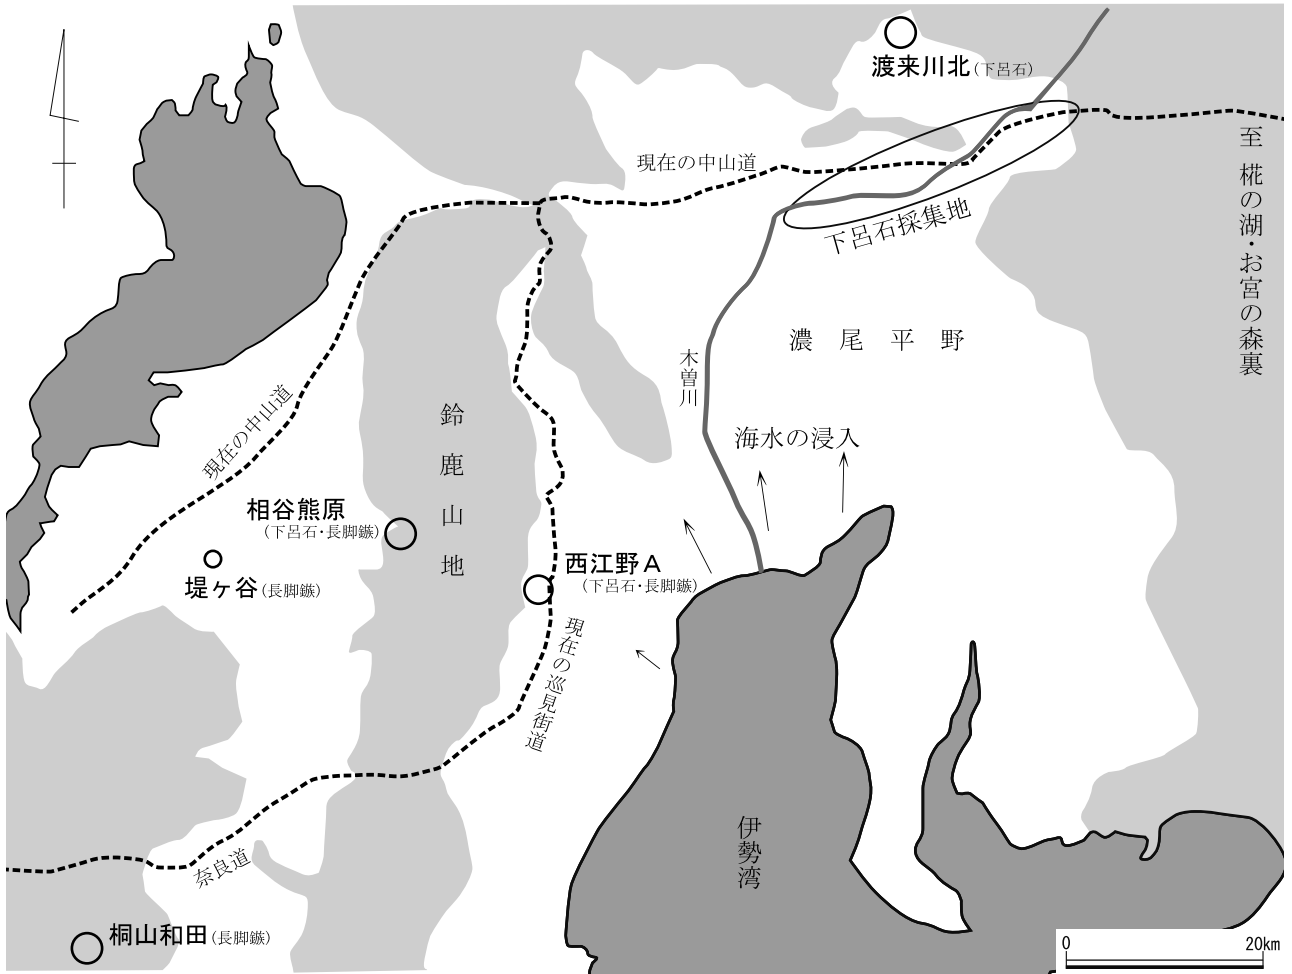 渡来川北(下呂石)
現在の中山道
下呂石採集地
至 椛の湖・お宮の森裏
濃尾平野
木曽川
海水の浸入
鈴鹿山地
現在の中山道
相谷熊原
(下呂石・長脚鏃)
堤ヶ谷(長脚鏃)
西江野A
(下呂石・長脚鏃)
現在の巡見街道
伊勢湾
奈良道
桐山和田(長脚鏃)
0 20km